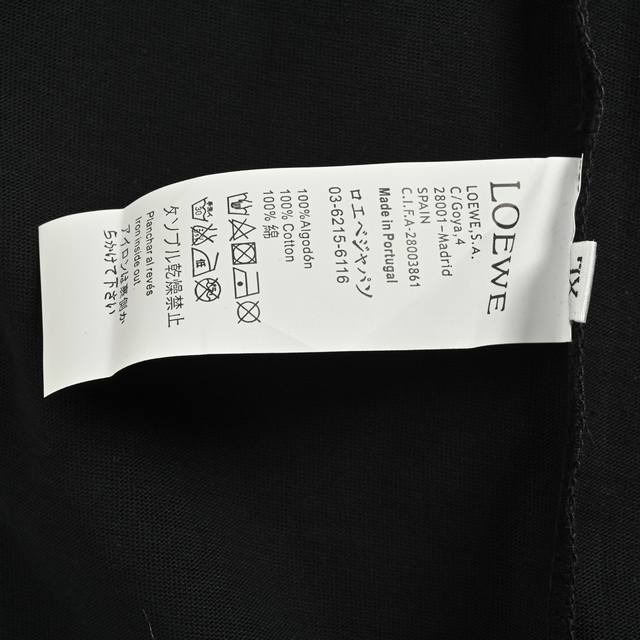 LOEWE
LOEWE, S.A.
C/Goya, 4
28001-Madrid
SPAIN
C.I.F.A-28003861
Made in Portugal
ロエベジャパン
03-6215-6116
100%Algodón
100% Cotton
100% 綿
タンブル乾燥禁止
Planchar al revés
Iron inside out
アイロンは裏側か
らかけて下さい
XL